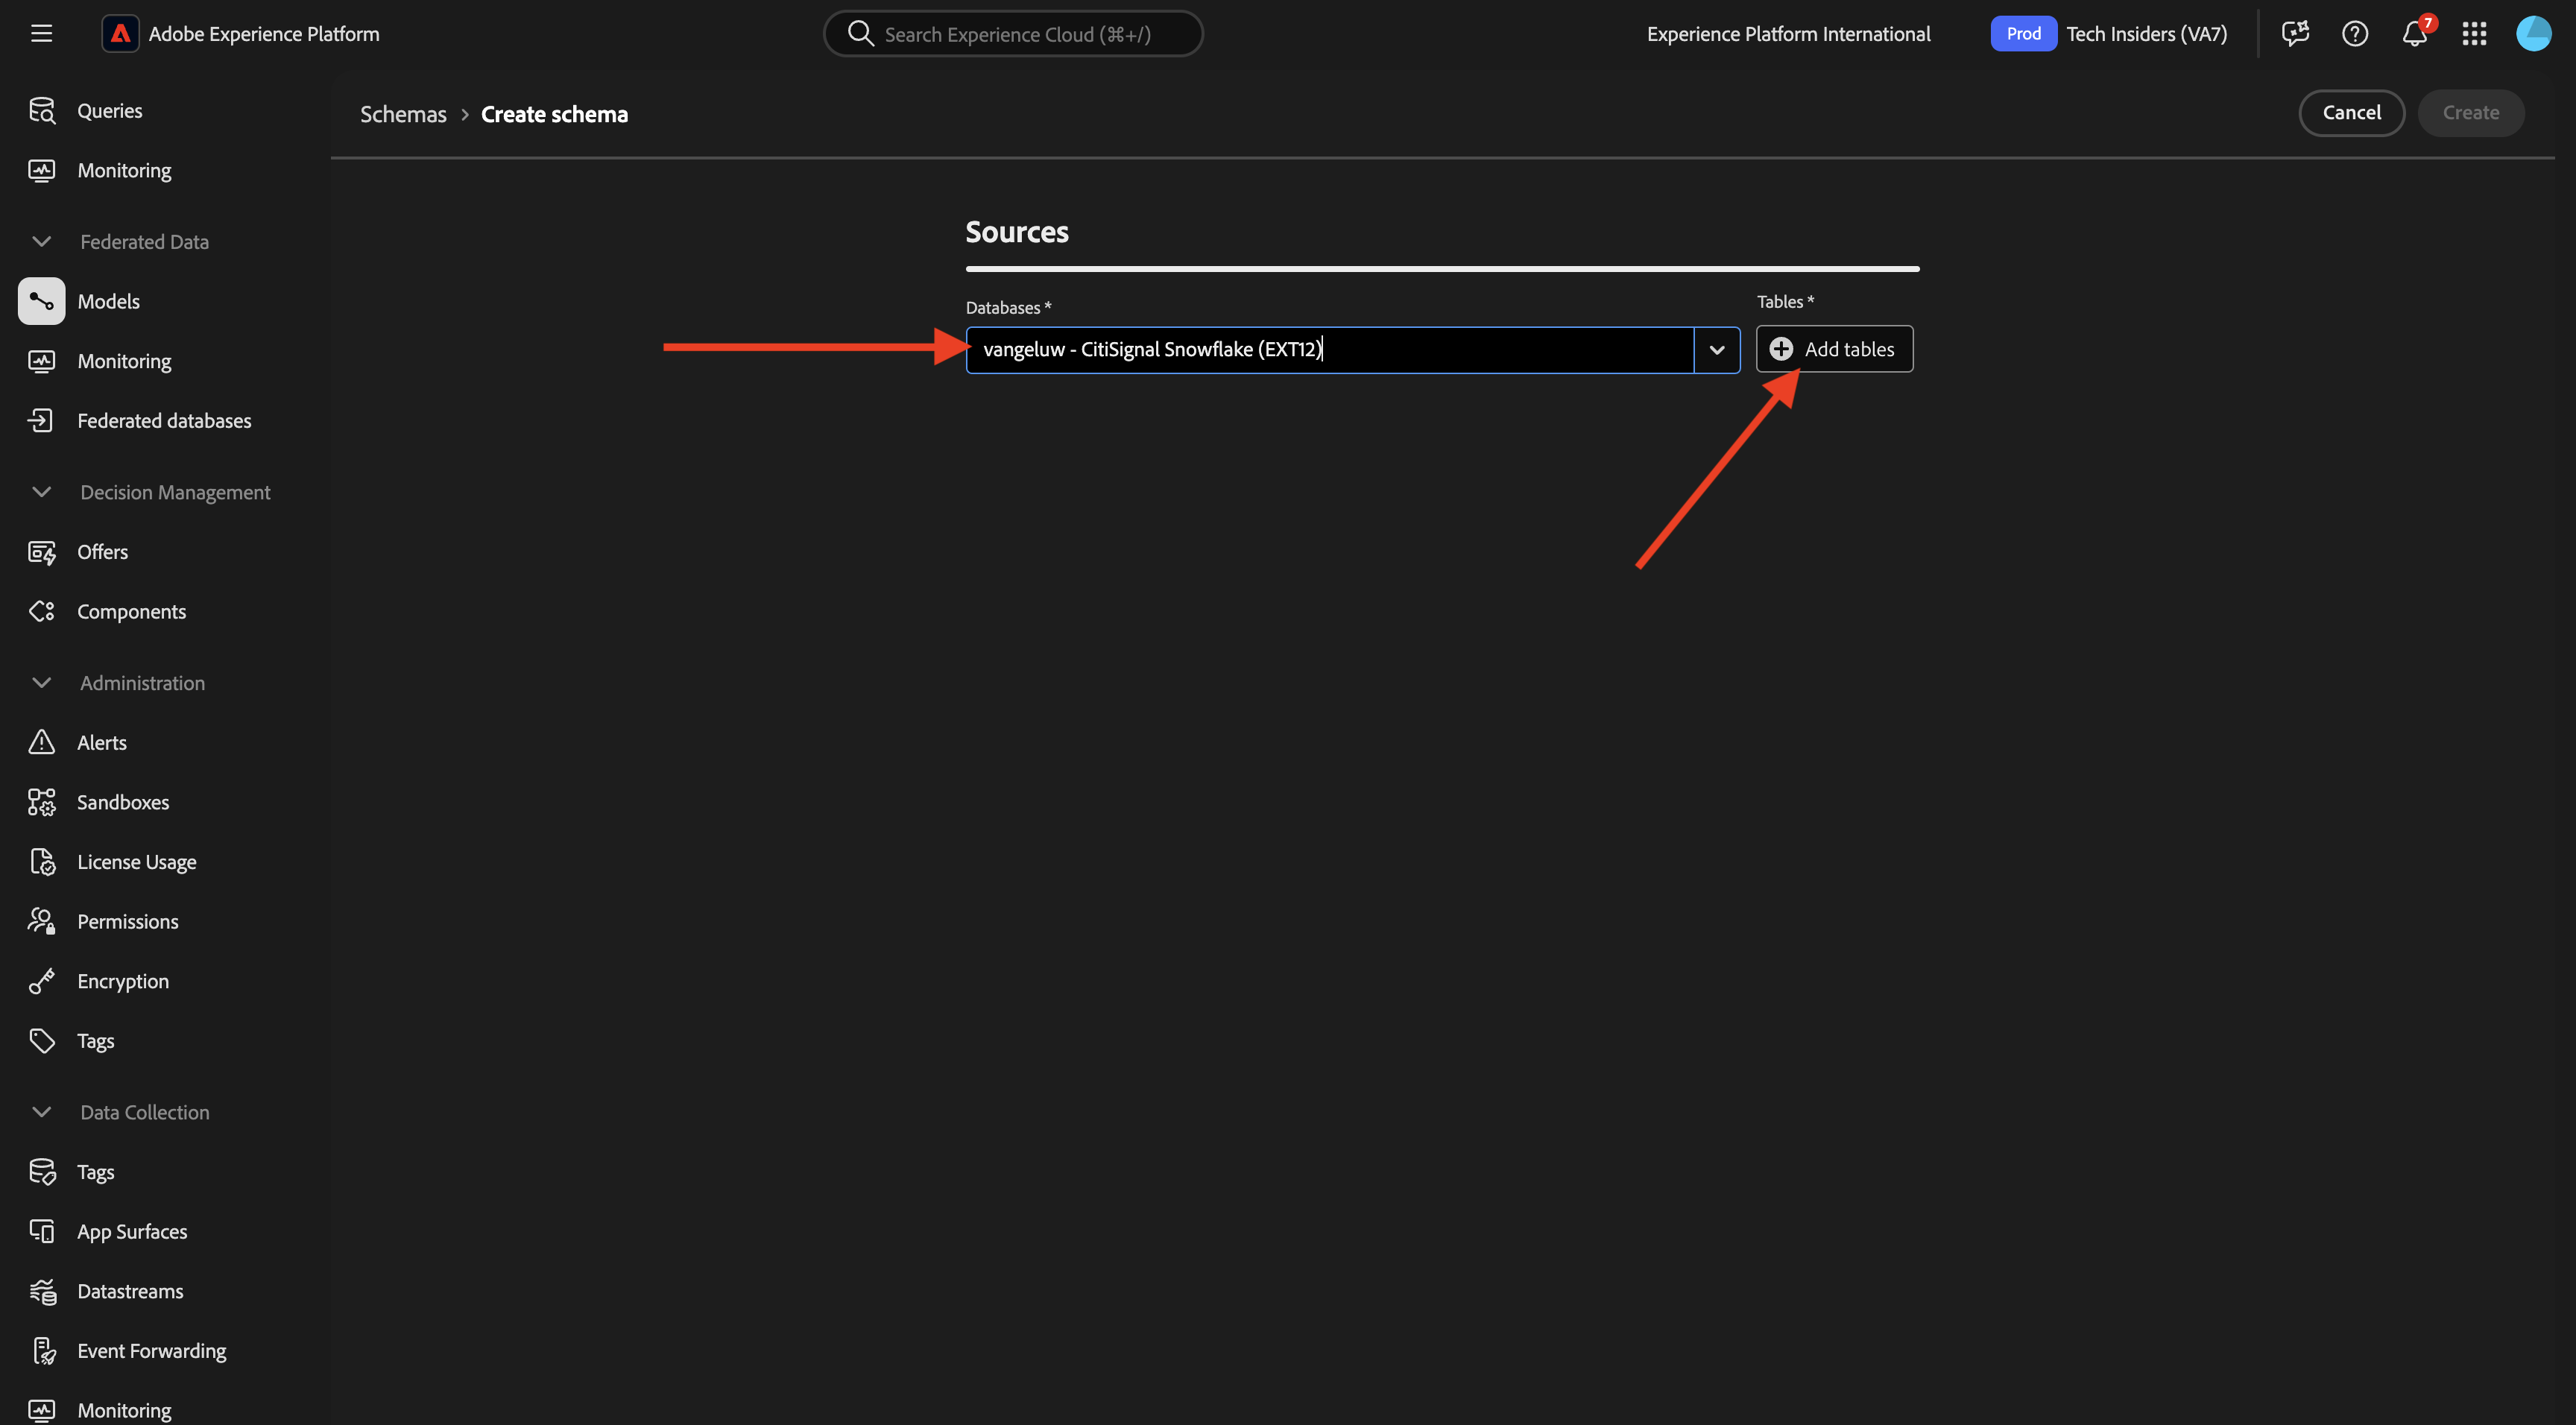 Adobe Experience Platform
Search Experience Cloud (⌘+/)
Experience Platform International
Prod
Tech Insiders (VA7)
7
Queries
Monitoring
Federated Data
Models
Monitoring
Federated databases
Decision Management
Offers
Components
Administration
Alerts
Sandboxes
License Usage
Permissions
Encryption
Tags
Data Collection
Tags
App Surfaces
Datastreams
Event Forwarding
Monitoring
Schemas > Create schema
Cancel
Create
Sources
Databases *
vangeluw - CitiSignal Snowflake (EXT12)
Tables *
Add tables